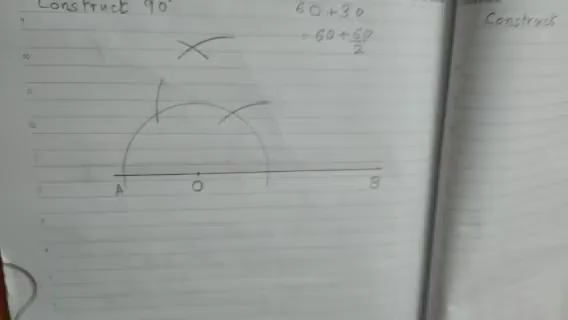 Construct 90°
60 + 30
= 60 + 60
2
A O B
Construct